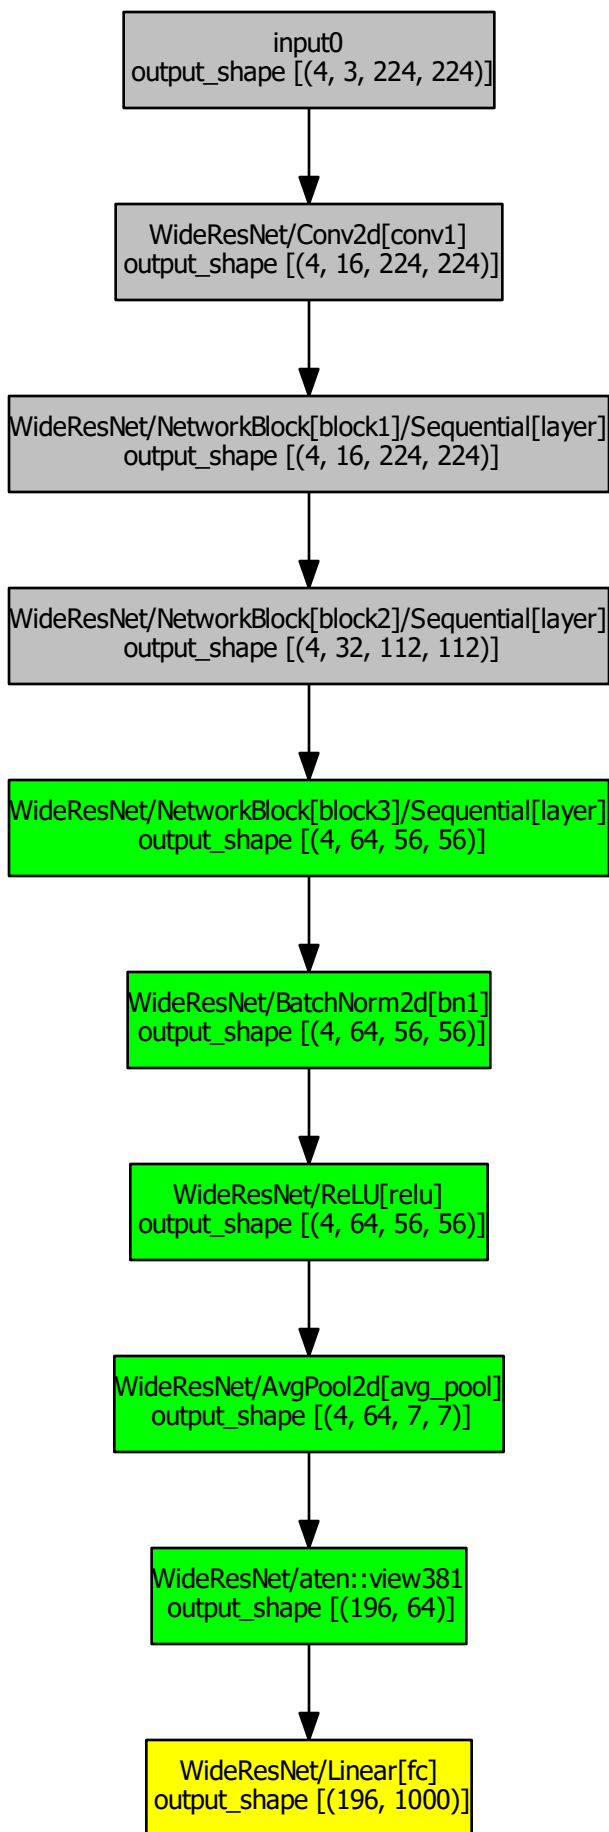 input0
output_shape [(4, 3, 224, 224)]
WideResNet/Conv2d[conv1]
output_shape [(4, 16, 224, 224)]
WideResNet/NetworkBlock[block1]/Sequential[layer]
output_shape [(4, 16, 224, 224)]
WideResNet/NetworkBlock[block2]/Sequential[layer]
output_shape [(4, 32, 112, 112)]
WideResNet/NetworkBlock[block3]/Sequential[layer]
output_shape [(4, 64, 56, 56)]
WideResNet/BatchNorm2d[bn1]
output_shape [(4, 64, 56, 56)]
WideResNet/ReLU[relu]
output_shape [(4, 64, 56, 56)]
WideResNet/AvgPool2d[avg_pool]
output_shape [(4, 64, 7, 7)]
WideResNet/aten::view381
output_shape [(196, 64)]
WideResNet/Linear[fc]
output_shape [(196, 1000)]